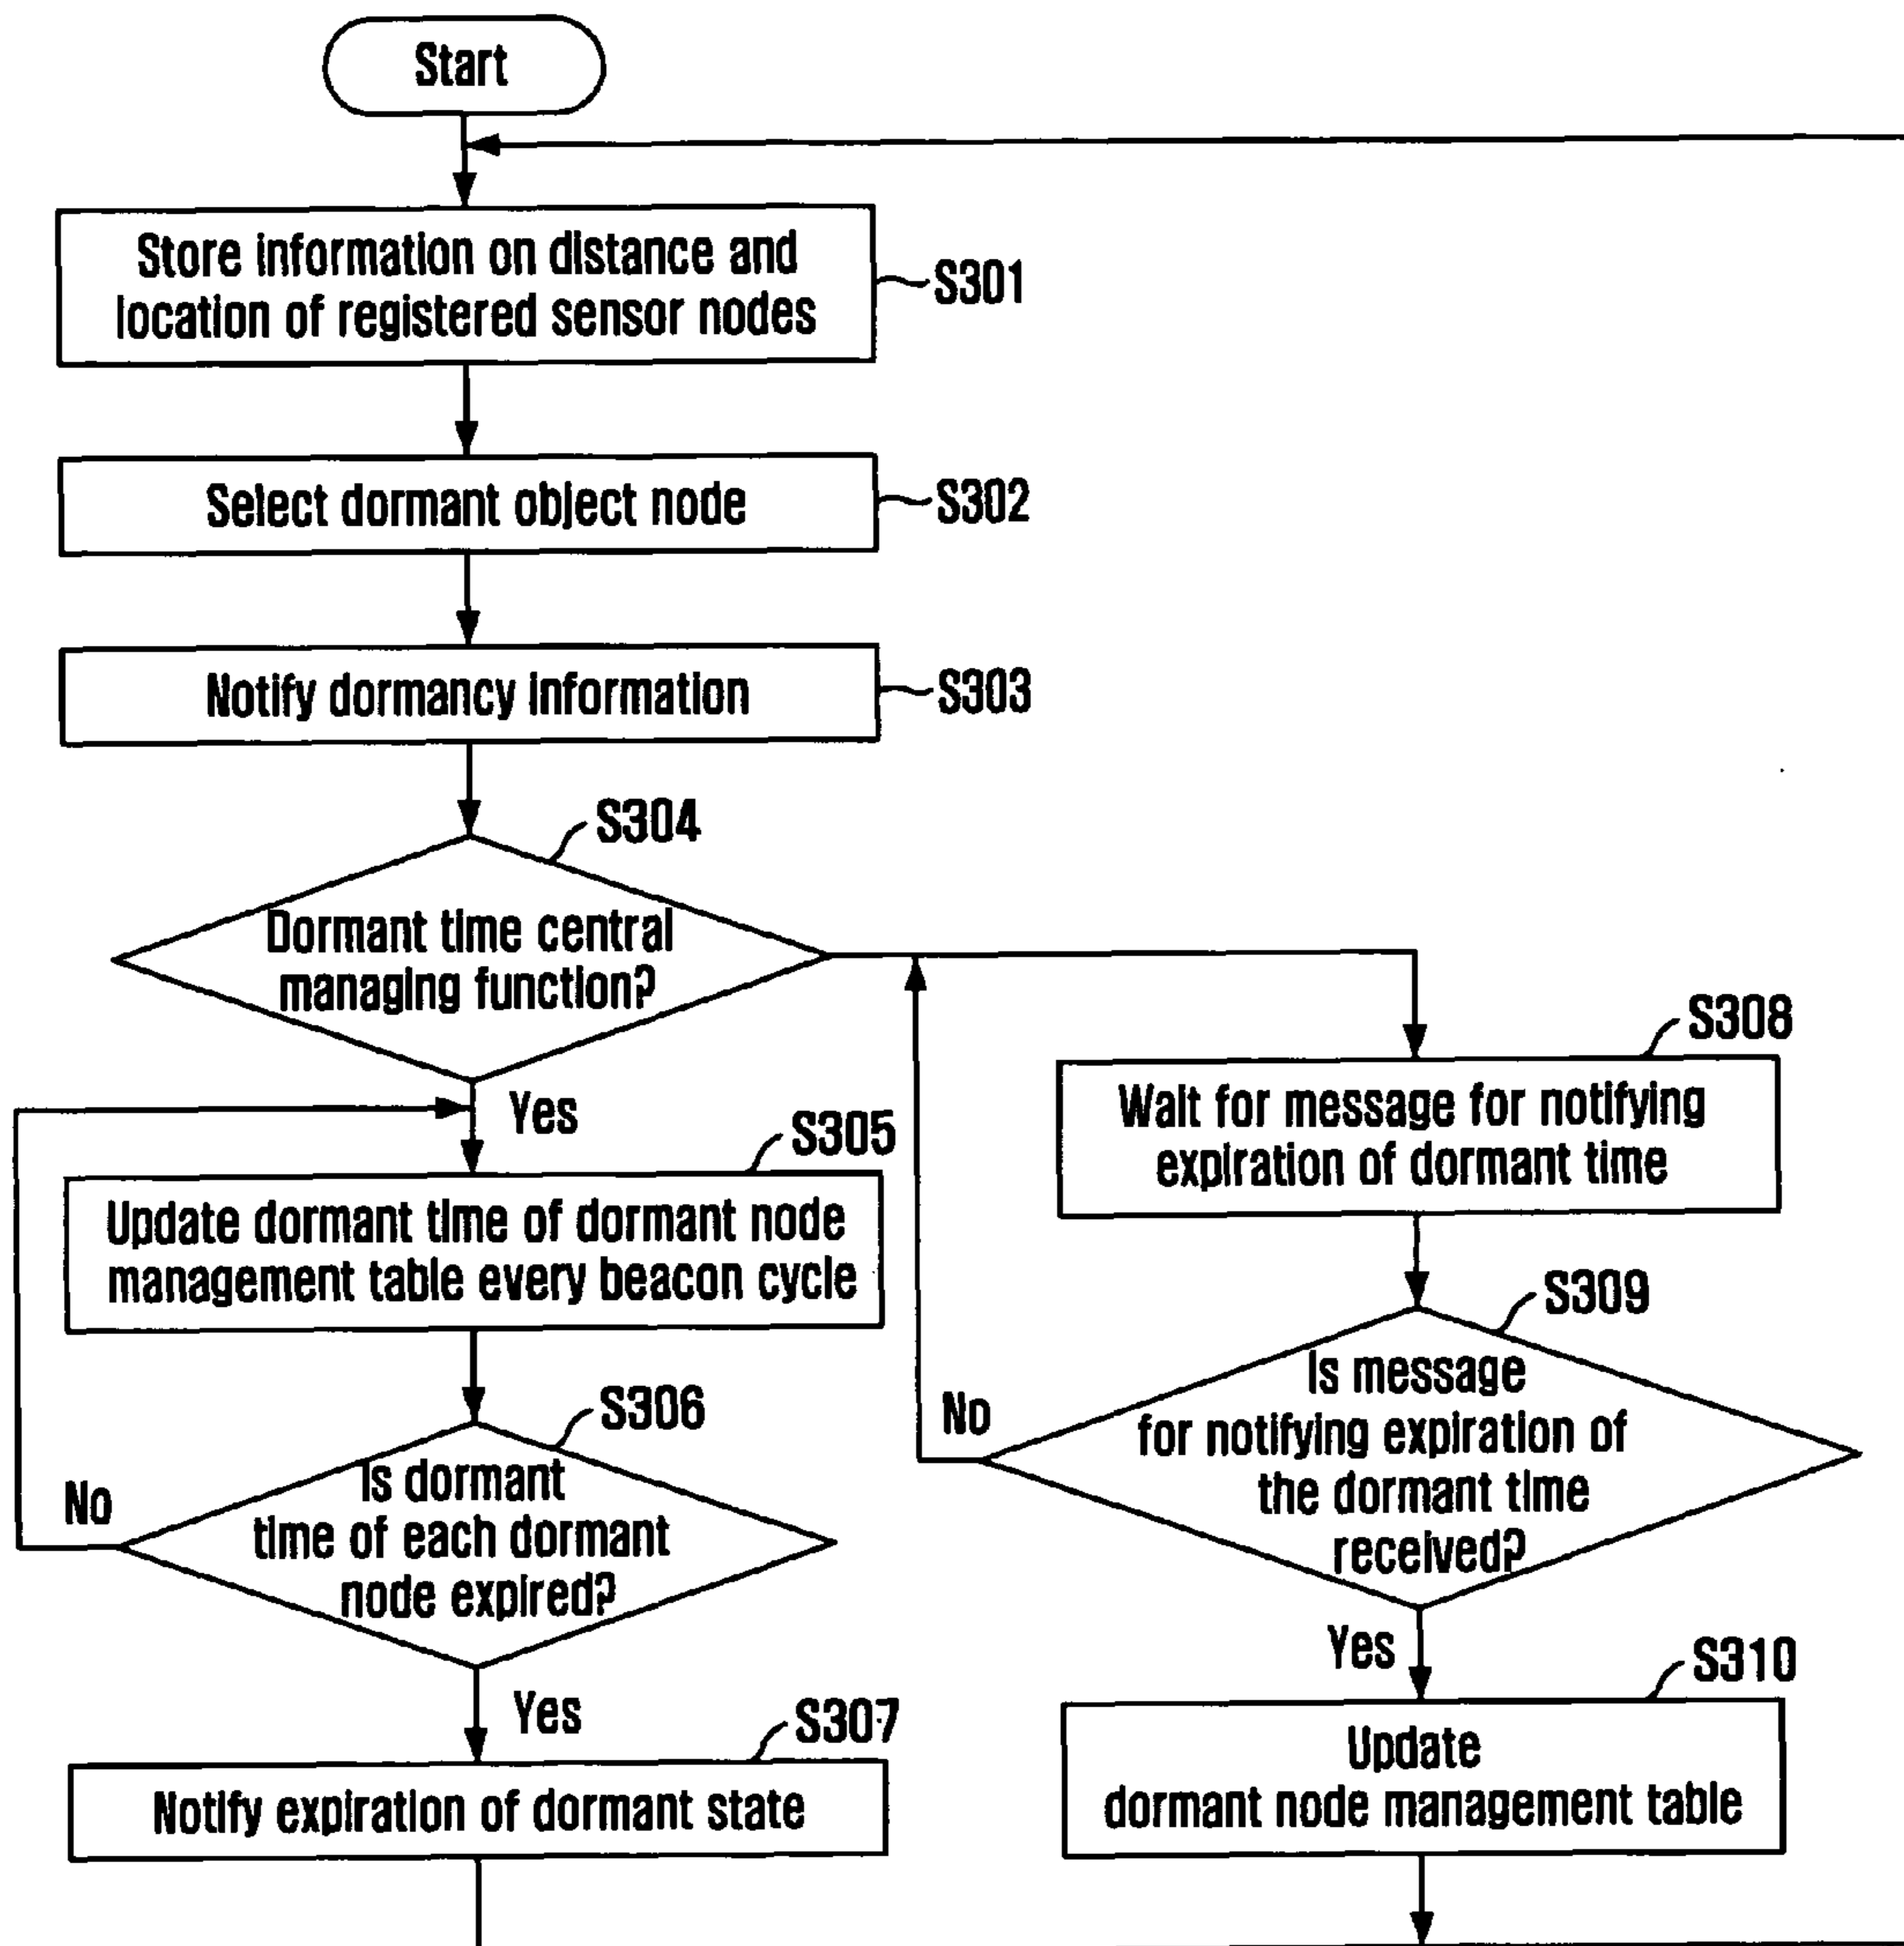 Start
Store information on distance and
location of registered sensor nodes
S301
Select dormant object node
S302
Notify dormancy information
S303
S304
Dormant time central
managing function?
Yes
S305
Update dormant time of dormant node
management table every beacon cycle
S306
Is dormant
time of each dormant
node expired?
No
Yes
S307
Notify expiration of dormant state
S308
Wait for message for notifying
expiration of dormant time
S309
Is message
for notifying expiration of
the dormant time
received?
No
Yes
S310
Update
dormant node management table